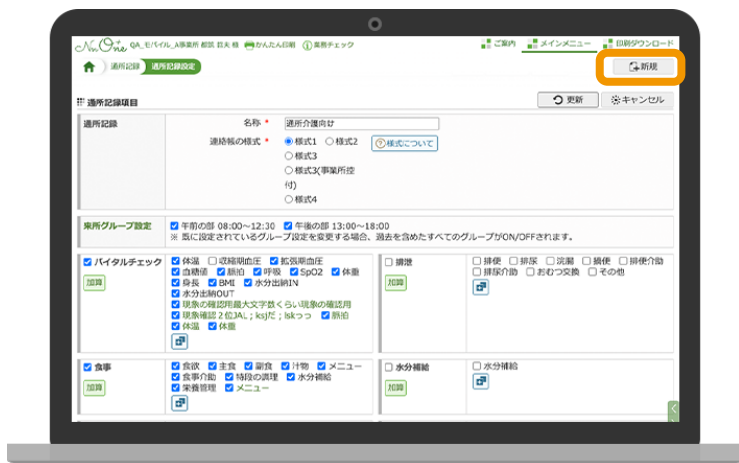 Nn.One QA_モバイル_A事業所 都筑 巨夫 様 かんたん印刷 業務チェック ご案内 メインメニュー 印刷ダウンロード
通所記録 通所記録設定 新規
通所記録項目 更新 キャンセル
通所記録 名称 * 通所介護向け
連絡帳の様式 * 様式1 様式2 様式について
様式3
様式3(事業所控
付)
様式4
来所グループ設定 午前の部 08:00~12:30 午後の部 13:00~18:00
※ 既に設定されているグループ設定を変更する場合、過去を含めたすべてのグループがON/OFFされます。
バイタルチェック 体温 収縮期血圧 拡張期血圧 排泄 排便 排尿 浣腸 摘便 排便介助
加算 血糖値 脈拍 呼吸 SpO2 体重 加算 排尿介助 おむつ交換 その他
身長 BMI 水分出納IN
水分出納OUT
現象の確認用最大文字数くらい現象の確認用
現象確認２位JAL；ksjだ；lskっっ 脈拍
体温 体重
食事 食欲 主食 副食 汁物 メニュー 水分補給 水分補給
加算 食事介助 特段の調理 水分補給 加算
栄養管理 メニュー